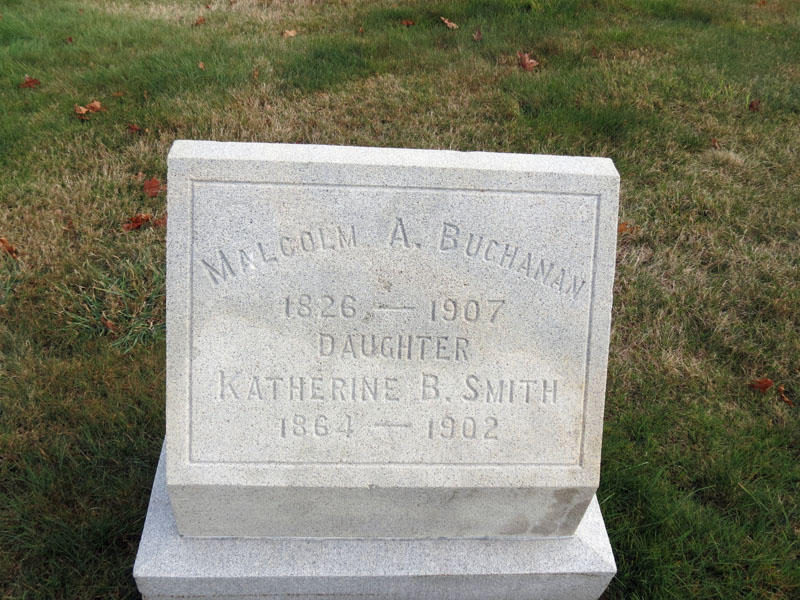 MALCOLM A. BUCHANAN
1826 — 1907
DAUGHTER
KATHERINE B. SMITH
1864 — 1902